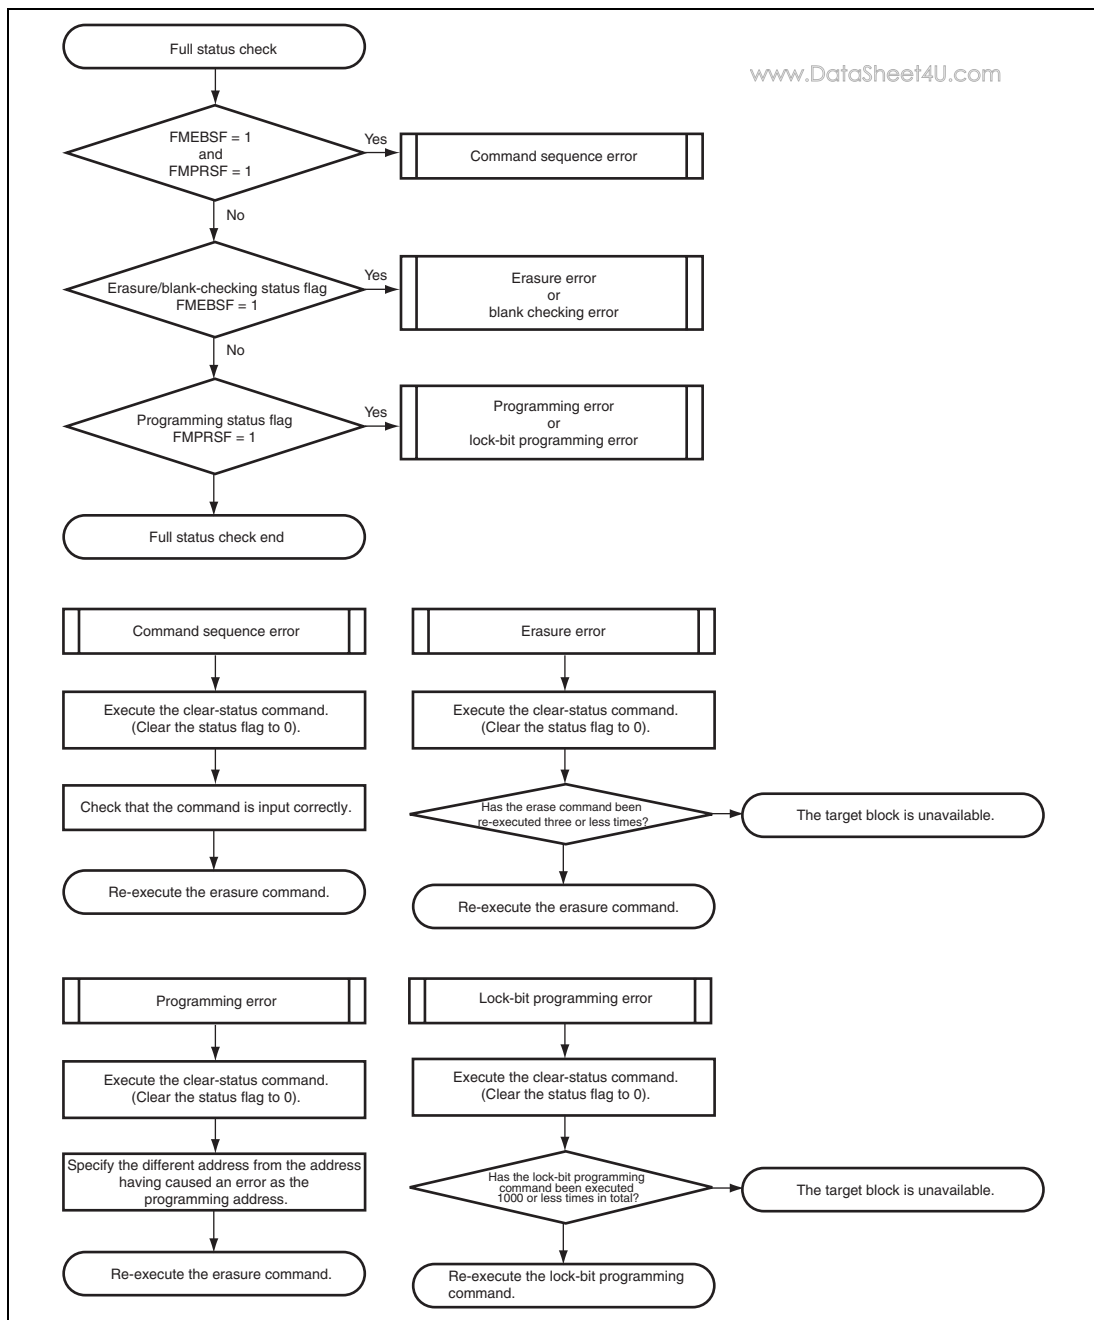 Full status check
www.DataSheet4U.com
FMEBSF = 1
and
FMPRSF = 1
Yes
Command sequence error
No
Erasure/blank-checking status flag
FMEBSF = 1
Yes
Erasure error
or
blank checking error
No
Programming status flag
FMPRSF = 1
Yes
Programming error
or
lock-bit programming error
Full status check end
Command sequence error
Execute the clear-status command.
(Clear the status flag to 0).
Check that the command is input correctly.
Re-execute the erasure command.
Erasure error
Execute the clear-status command.
(Clear the status flag to 0).
Has the erase command been
re-executed three or less times?
The target block is unavailable.
Re-execute the erasure command.
Programming error
Execute the clear-status command.
(Clear the status flag to 0).
Specify the different address from the address
having caused an error as the
programming address.
Re-execute the erasure command.
Lock-bit programming error
Execute the clear-status command.
(Clear the status flag to 0).
Has the lock-bit programming
command been executed
1000 or less times in total?
The target block is unavailable.
Re-execute the lock-bit programming
command.